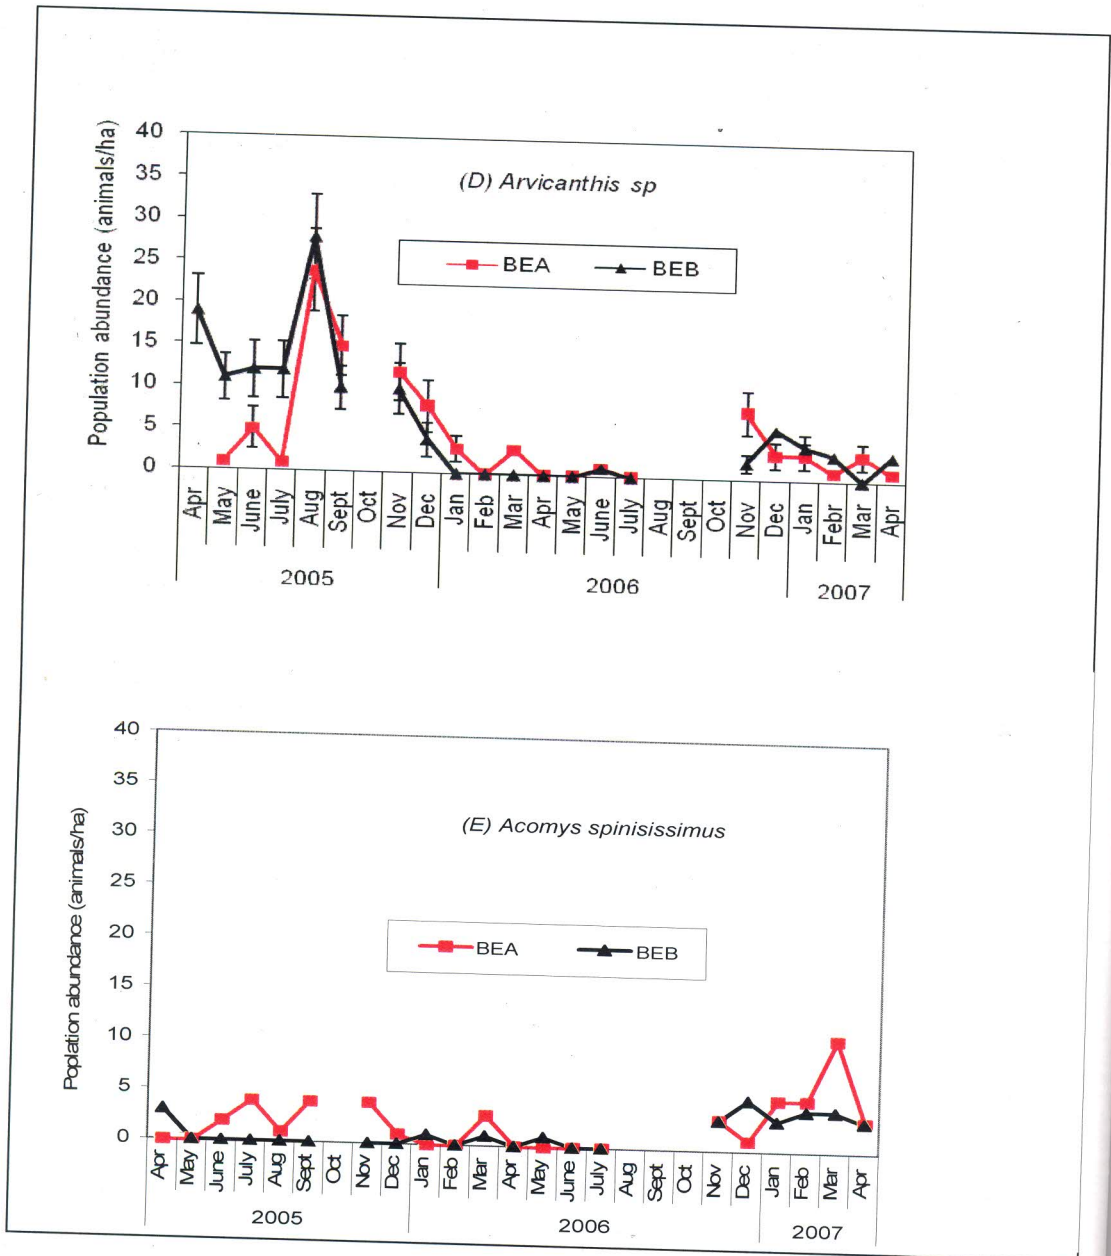 Population abundance (animals/ha)
40
35
30
25
20
15
10
5
0
(D) Arvicanthis sp
BEA BEB
Apr May June July Aug Sept Oct Nov Dec Jan Feb Mar Apr May June July Aug Sept Oct Nov Dec Jan Febr Mar Apr
2005 2006 2007
Poplation abundance (animals/ha)
40
35
30
25
20
15
10
5
0
(E) Acomys spinisissimus
BEA BEB
Apr May June July Aug Sept Oct Nov Dec Jan Feb Mar Apr May June July Aug Sept Oct Nov Dec Jan Feb Mar Apr
2005 2006 2007